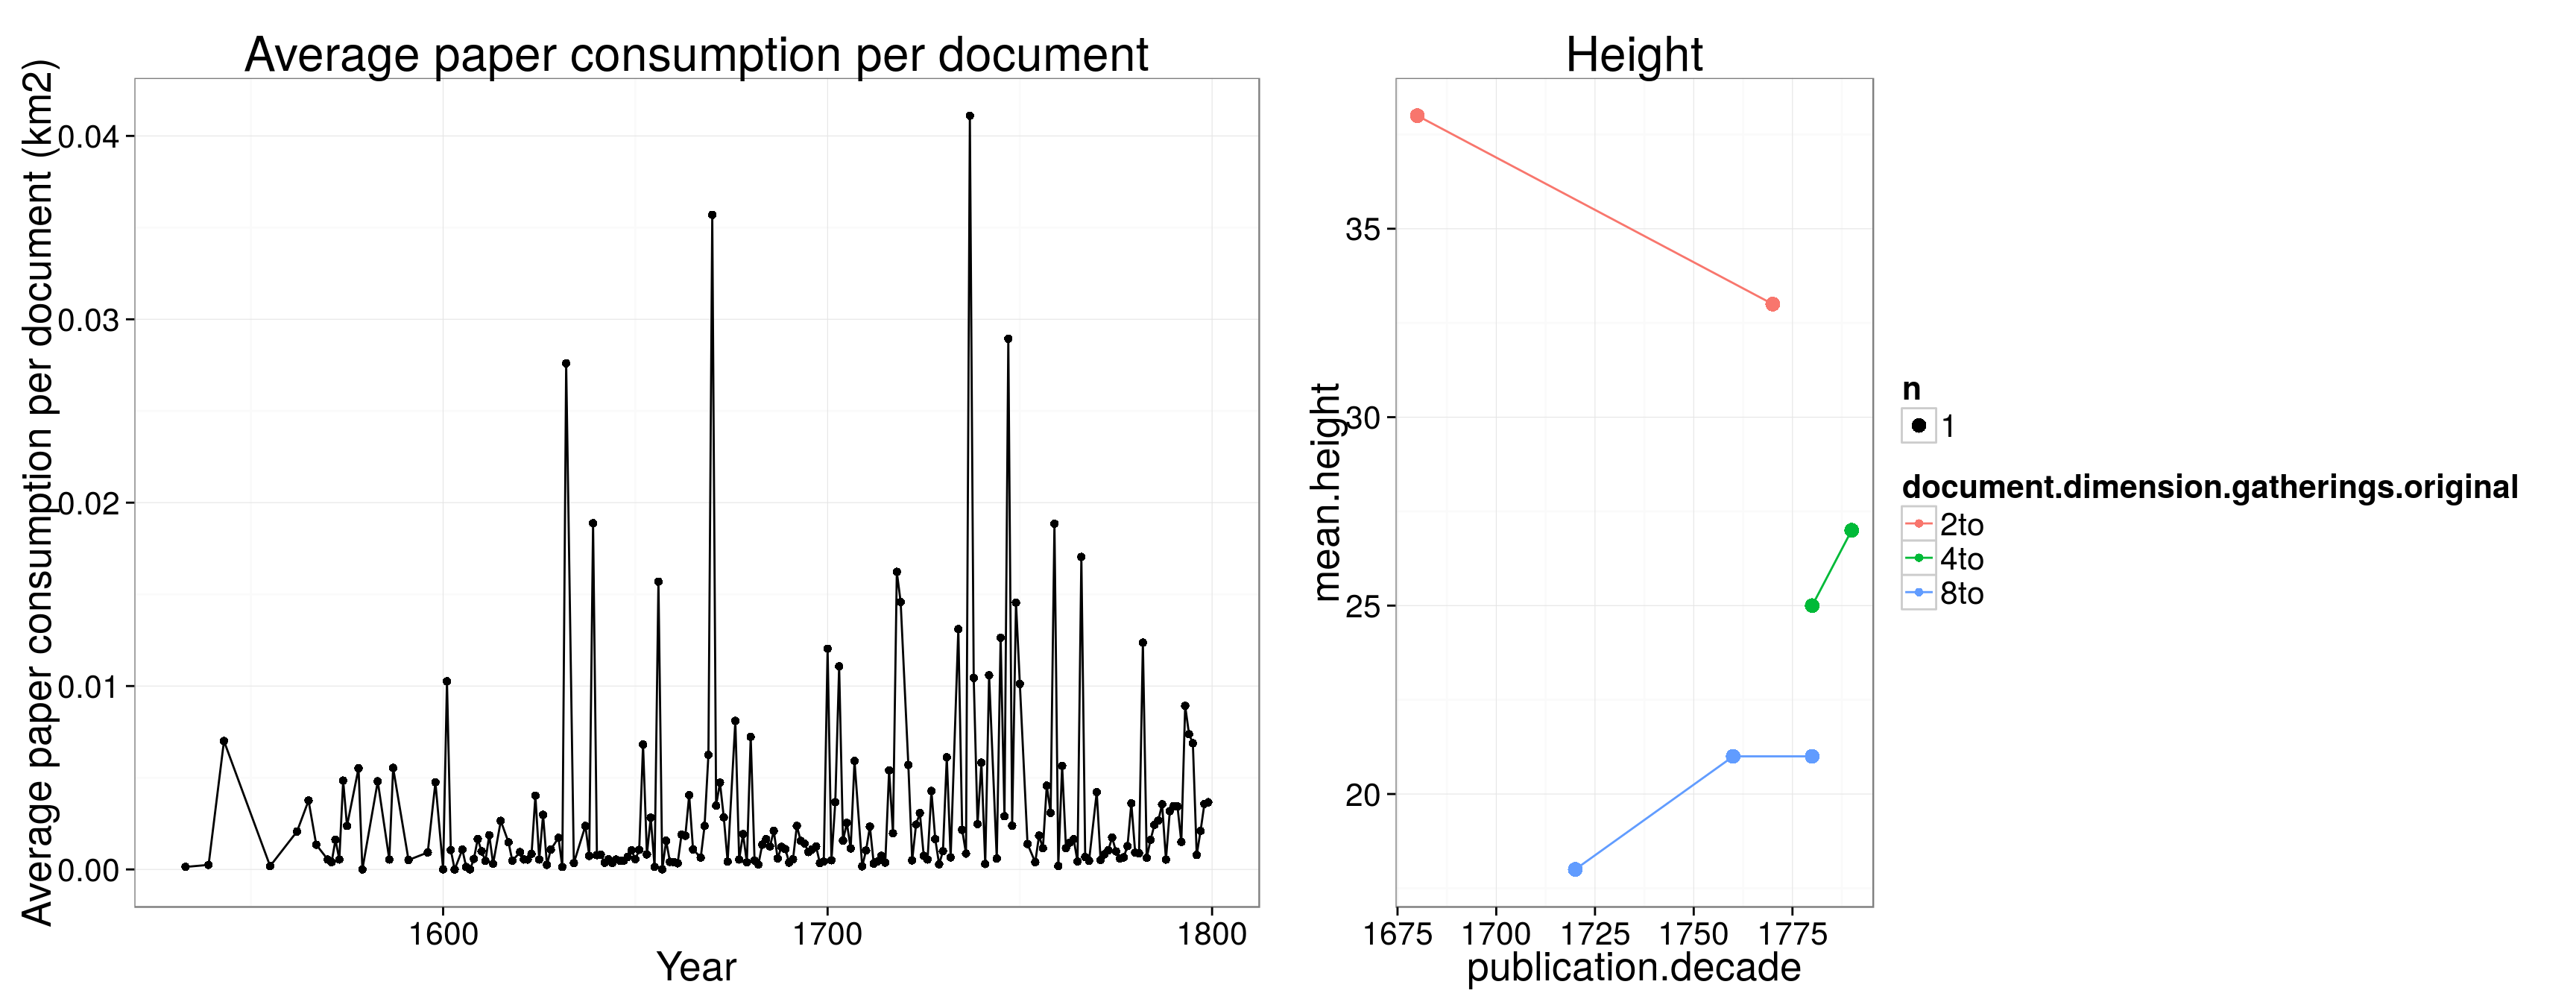 Average paper consumption per document
Average paper consumption per document (km2)
0.04
0.03
0.02
0.01
0.00
1600
1700
1800
Year
Height
mean.height
35
30
25
20
1675
1700
1725
1750
1775
publication.decade
n
1
document.dimension.gatherings.original
2to
4to
8to